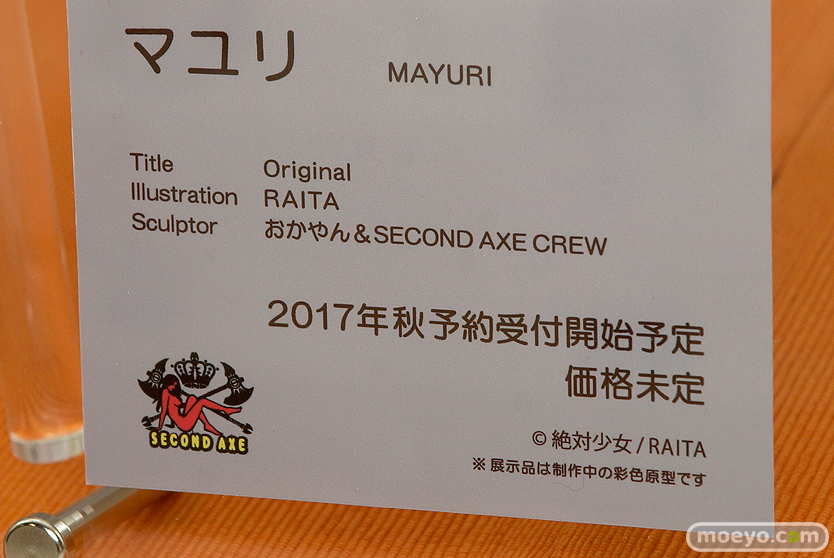 マユリ MAYURI
Title Original
Illustration RAITA
Sculptor おかやん&SECOND AXE CREW
2017年秋予約受付開始予定
価格未定
SECOND AXE
© 絶対少女/RAITA
※展示品は制作中の彩色原型です
moeyo.com